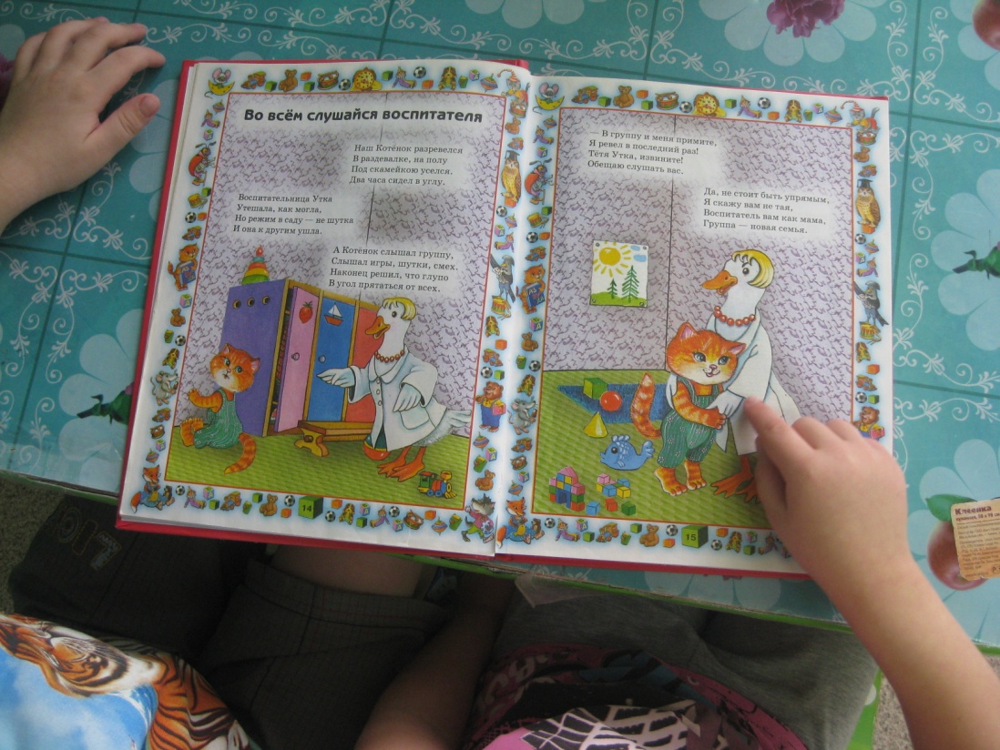 Во всём слушайся воспитателя
Наш Котёнок разревелся
В раздевалке, на полу
Под скамейкою уселся.
Два часа сидел в углу.
Воспитательница Утка
Утешала, как могла,
Но режим в саду — не шутка
И она к другим ушла.
А Котёнок слышал группу,
Слышал игры, шутки, смех.
Наконец решил, что глупо
В угол прятаться от всех.
14
— В группу и меня примите,
Я ревел в последний раз!
Тётя Утка, извините!
Обещаю слушать вас.
Да, не стоит быть упрямым,
Я скажу вам не тая,
Воспитатель вам как мама,
Группа — новая семья.
15
Клеёнка